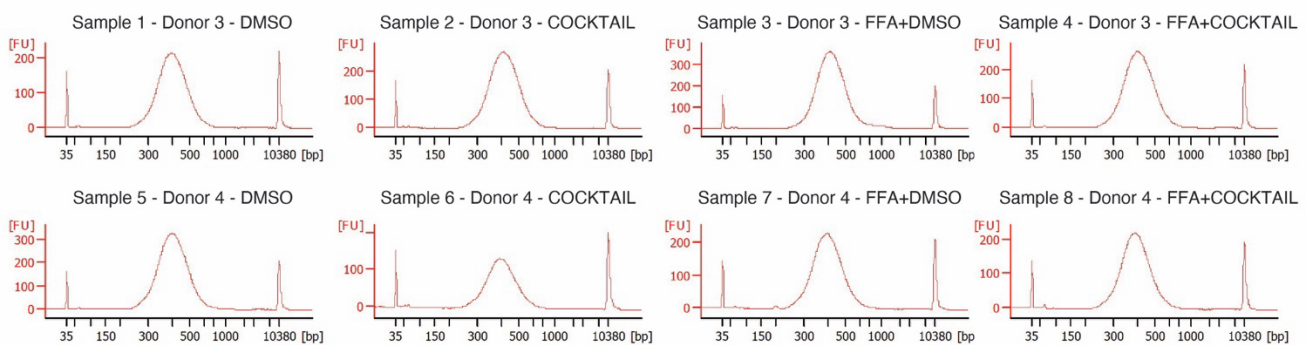 Sample 1 - Donor 3 - DMSO
[FU]
200
100
0
35 150 300 500 1000 10380 [bp]
Sample 2 - Donor 3 - COCKTAIL
[FU]
200
100
0
35 150 300 500 1000 10380 [bp]
Sample 3 - Donor 3 - FFA+DMSO
[FU]
300
200
100
0
35 150 300 500 1000 10380 [bp]
Sample 4 - Donor 3 - FFA+COCKTAIL
[FU]
200
100
0
35 150 300 500 1000 10380 [bp]
Sample 5 - Donor 4 - DMSO
[FU]
300
200
100
0
35 150 300 500 1000 10380 [bp]
Sample 6 - Donor 4 - COCKTAIL
[FU]
100
0
35 150 300 500 1000 10380 [bp]
Sample 7 - Donor 4 - FFA+DMSO
[FU]
200
100
0
35 150 300 500 1000 10380 [bp]
Sample 8 - Donor 4 - FFA+COCKTAIL
[FU]
200
100
0
35 150 300 500 1000 10380 [bp]